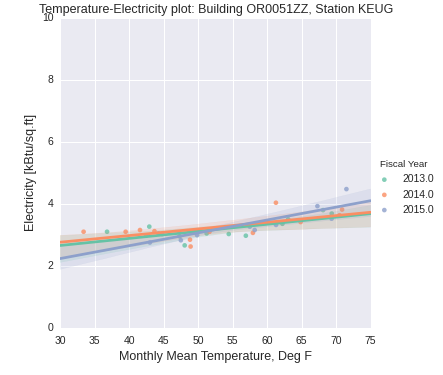 Temperature-Electricity plot: Building OR0051ZZ, Station KEUG
10
8
6
4
2
0
Electricity [kBtu/sq.ft]
30 35 40 45 50 55 60 65 70 75
Monthly Mean Temperature, Deg F
Fiscal Year
2013.0
2014.0
2015.0